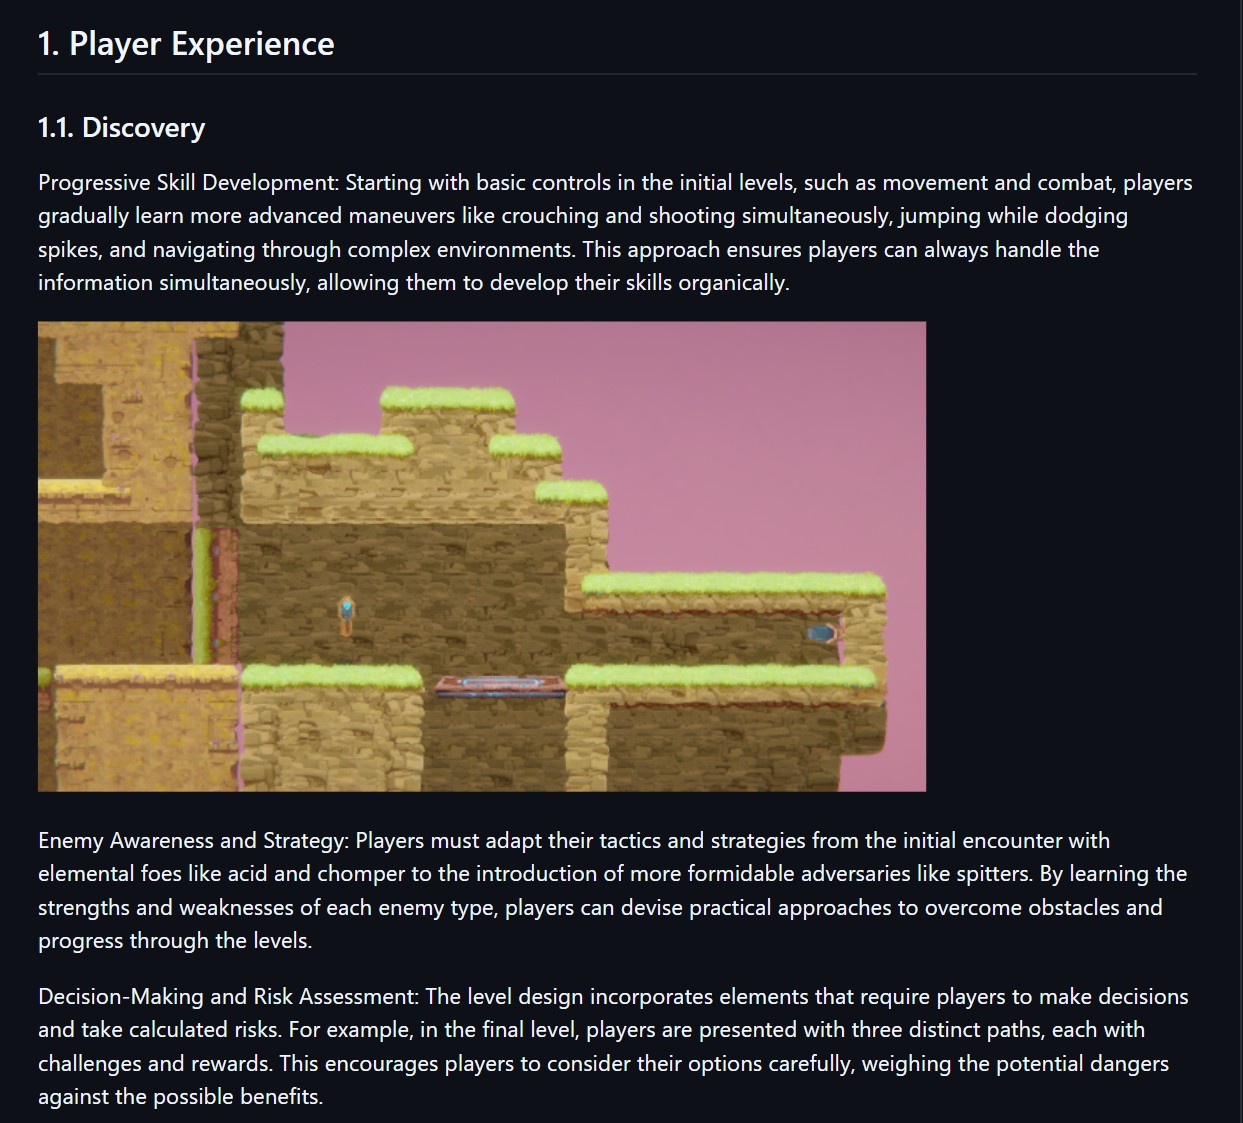 1. Player Experience
1.1. Discovery
Progressive Skill Development: Starting with basic controls in the initial levels, such as movement and combat, players
gradually learn more advanced maneuvers like crouching and shooting simultaneously, jumping while dodging
spikes, and navigating through complex environments. This approach ensures players can always handle the
information simultaneously, allowing them to develop their skills organically.
Enemy Awareness and Strategy: Players must adapt their tactics and strategies from the initial encounter with
elemental foes like acid and chomper to the introduction of more formidable adversaries like spitters. By learning the
strengths and weaknesses of each enemy type, players can devise practical approaches to overcome obstacles and
progress through the levels.
Decision-Making and Risk Assessment: The level design incorporates elements that require players to make decisions
and take calculated risks. For example, in the final level, players are presented with three distinct paths, each with
challenges and rewards. This encourages players to consider their options carefully, weighing the potential dangers
against the possible benefits.